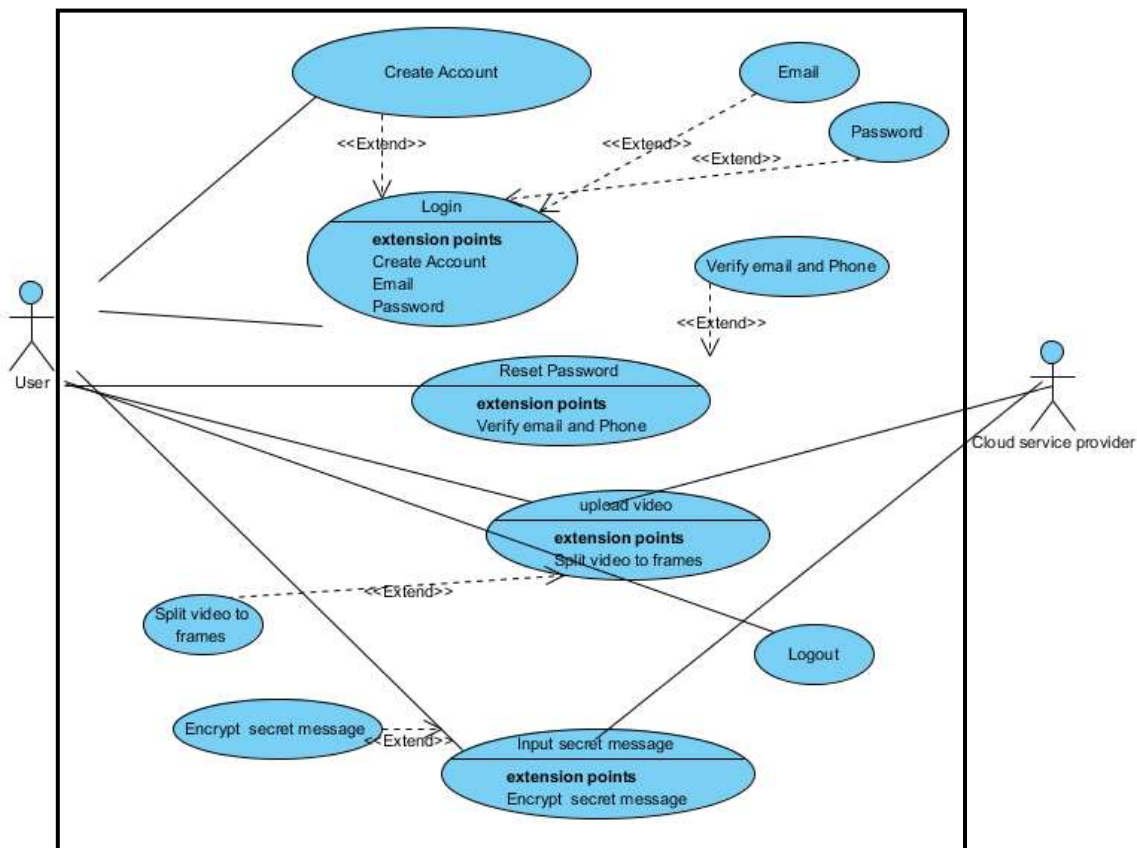 Create Account
Email
Password
<<Extend>>
<<Extend>>
<<Extend>>
Login
extension points
Create Account
Email
Password
Verify email and Phone
<<Extend>>
User
Reset Password
extension points
Verify email and Phone
Cloud service provider
upload video
extension points
Split video to frames
<<Extend>>
Split video to
frames
Logout
Encrypt secret message
<<Extend>>
Input secret message
extension points
Encrypt secret message